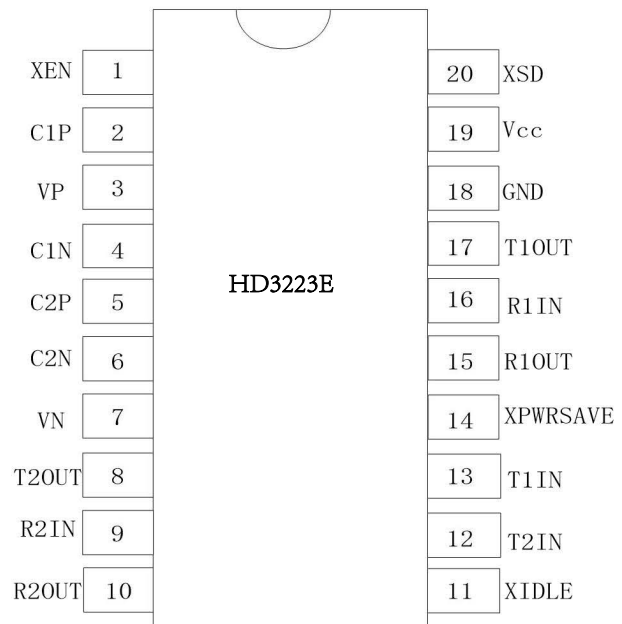 XEN 1
20 XSD
C1P 2
19 Vcc
VP 3
18 GND
C1N 4
17 T1OUT
HD3223E
C2P 5
16 R1IN
C2N 6
15 R1OUT
VN 7
14 XPWRSAVE
T2OUT 8
13 T1IN
R2IN 9
12 T2IN
R2OUT 10
11 XIDLE